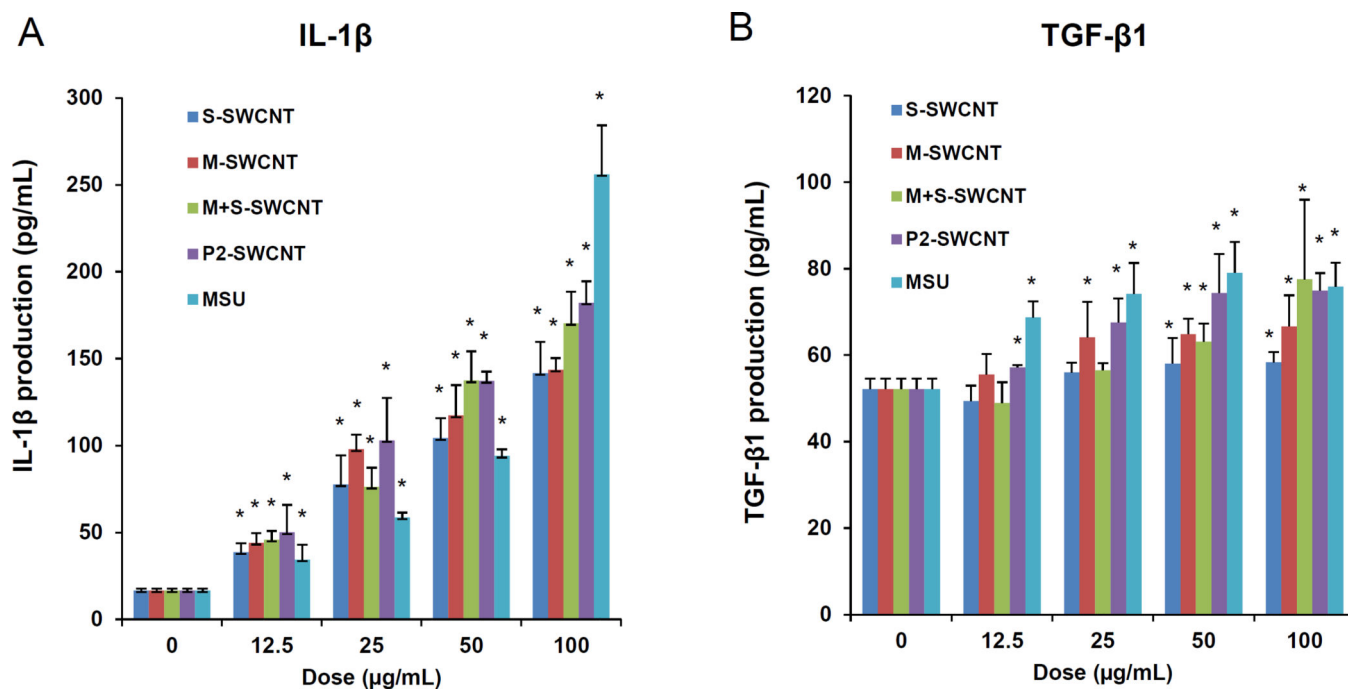 A
IL-1β
IL-1β production (pg/mL)
300
250
200
150
100
50
0
S-SWCNT
M-SWCNT
M+S-SWCNT
P2-SWCNT
MSU
* * * * *
* * * * *
* * * * *
* * * * *
0 12.5 25 50 100
Dose (µg/mL)
B
TGF-β1
TGF-β1 production (pg/mL)
120
100
80
60
40
20
0
S-SWCNT
M-SWCNT
M+S-SWCNT
P2-SWCNT
MSU
* *
* * *
* * * * *
* * * * *
0 12.5 25 50 100
Dose (µg/mL)